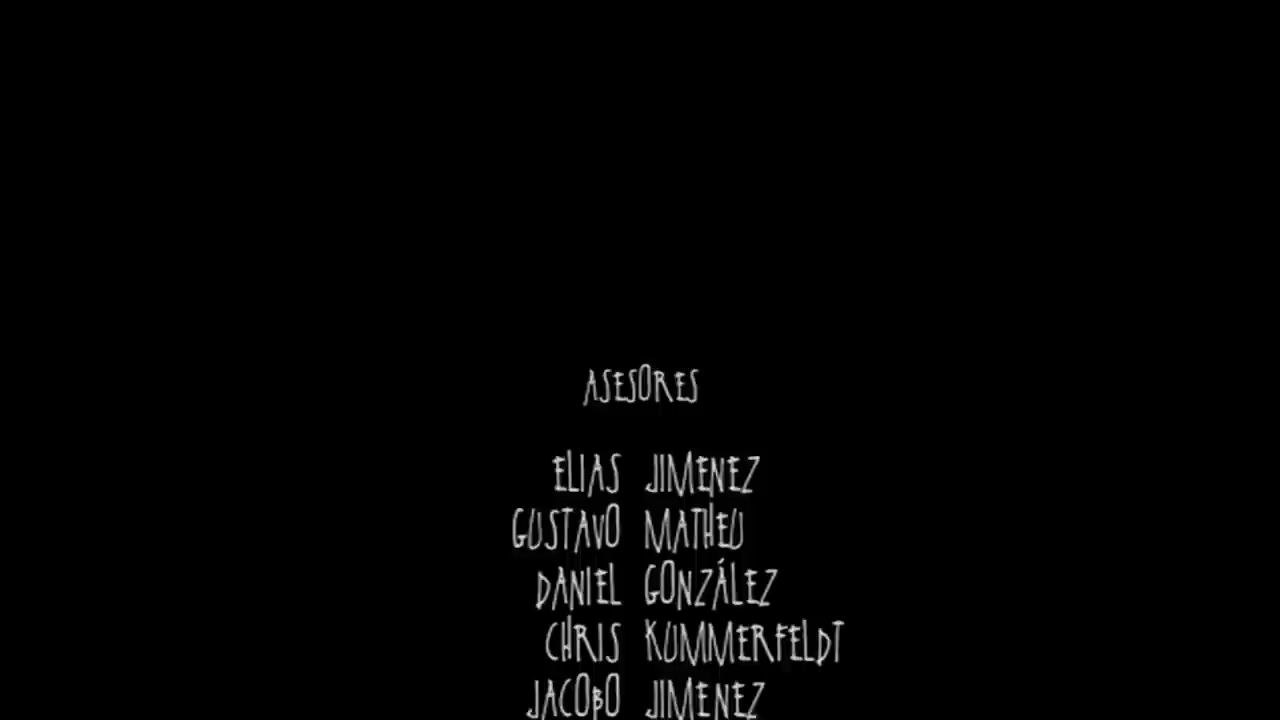 ASESORES
ELIAS JIMENEZ
GUSTAVO MATHEU
DANIEL GONZÁLEZ
CHRIS KUMMERFELDT
JACOBO JIMENEZ